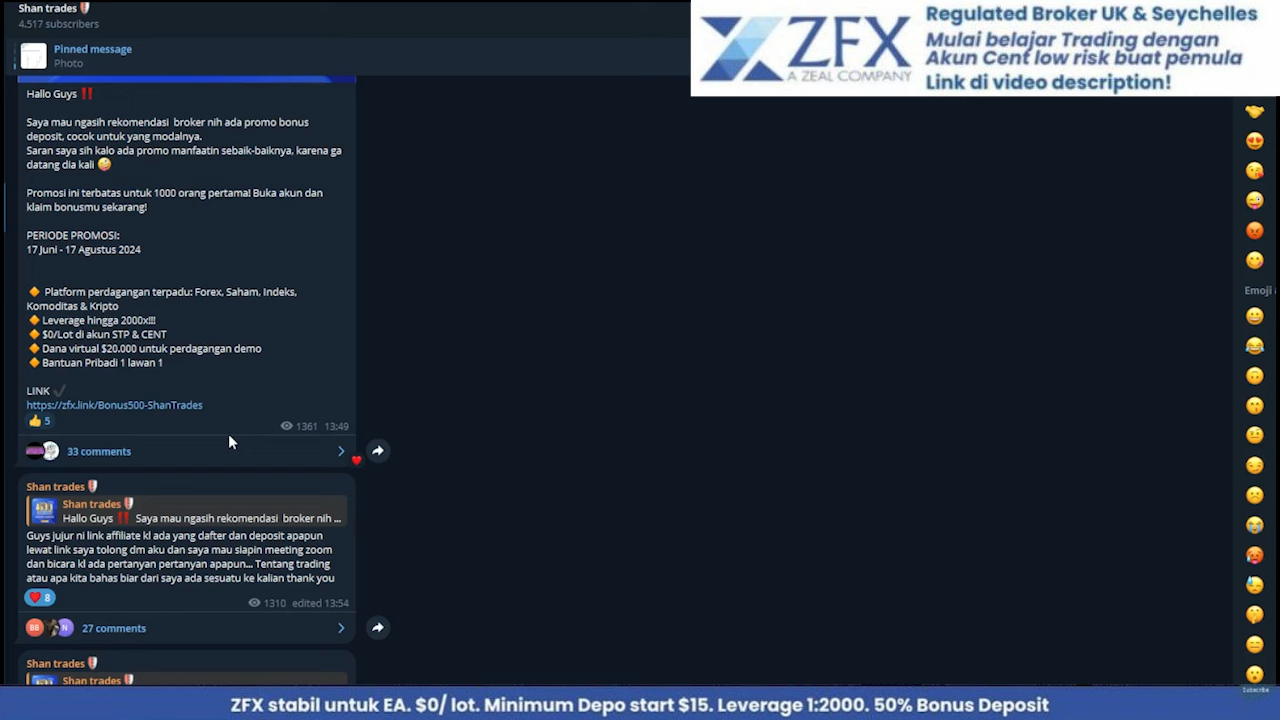 Shan trades
4.517 subscribers
Pinned message
Photo
ZFX
A ZEAL COMPANY
Regulated Broker UK & Seychelles
Mulai belajar Trading dengan
Akun Cent low risk buat pemula
Link di video description!
Hallo Guys ‼️
Saya mau ngasih rekomendasi broker nih ada promo bonus
deposit, cocok untuk yang modalnya.
Saran saya sih kalo ada promo manfaatin sebaik-baiknya, karena ga
datang dia kali 🤪
Promosi ini terbatas untuk 1000 orang pertama! Buka akun dan
klaim bonusmu sekarang!
PERIODE PROMOSI:
17 Juni - 17 Agustus 2024
🔶 Platform perdagangan terpadu: Forex, Saham, Indeks,
Komoditas & Kripto
🔶 Leverage hingga 2000x!!!
🔶 $0/Lot di akun STP & CENT
🔶 Dana virtual $20.000 untuk perdagangan demo
🔶 Bantuan Pribadi 1 lawan 1
LINK ✔️
https://zfx.link/Bonus500-ShanTrades
👍 5
1361 13:49
33 comments
Shan trades
Shan trades
Hallo Guys ‼️ Saya mau ngasih rekomendasi broker nih ...
Guys jujur ni link affiliate kl ada yang dafter dan deposit apapun
lewat link saya tolong dm aku dan saya mau siapin meeting zoom
dan bicara kl ada pertanyan pertanyan apapun... Tentang trading
atau apa kita bahas biar dari saya ada sesuatu ke kalian thank you
❤️ 8
1310 edited 13:54
BB
N
27 comments
Shan trades
Shan trades
Emoji
Subscribe
ZFX stabil untuk EA. $0/ lot. Minimum Depo start $15. Leverage 1:2000. 50% Bonus Deposit